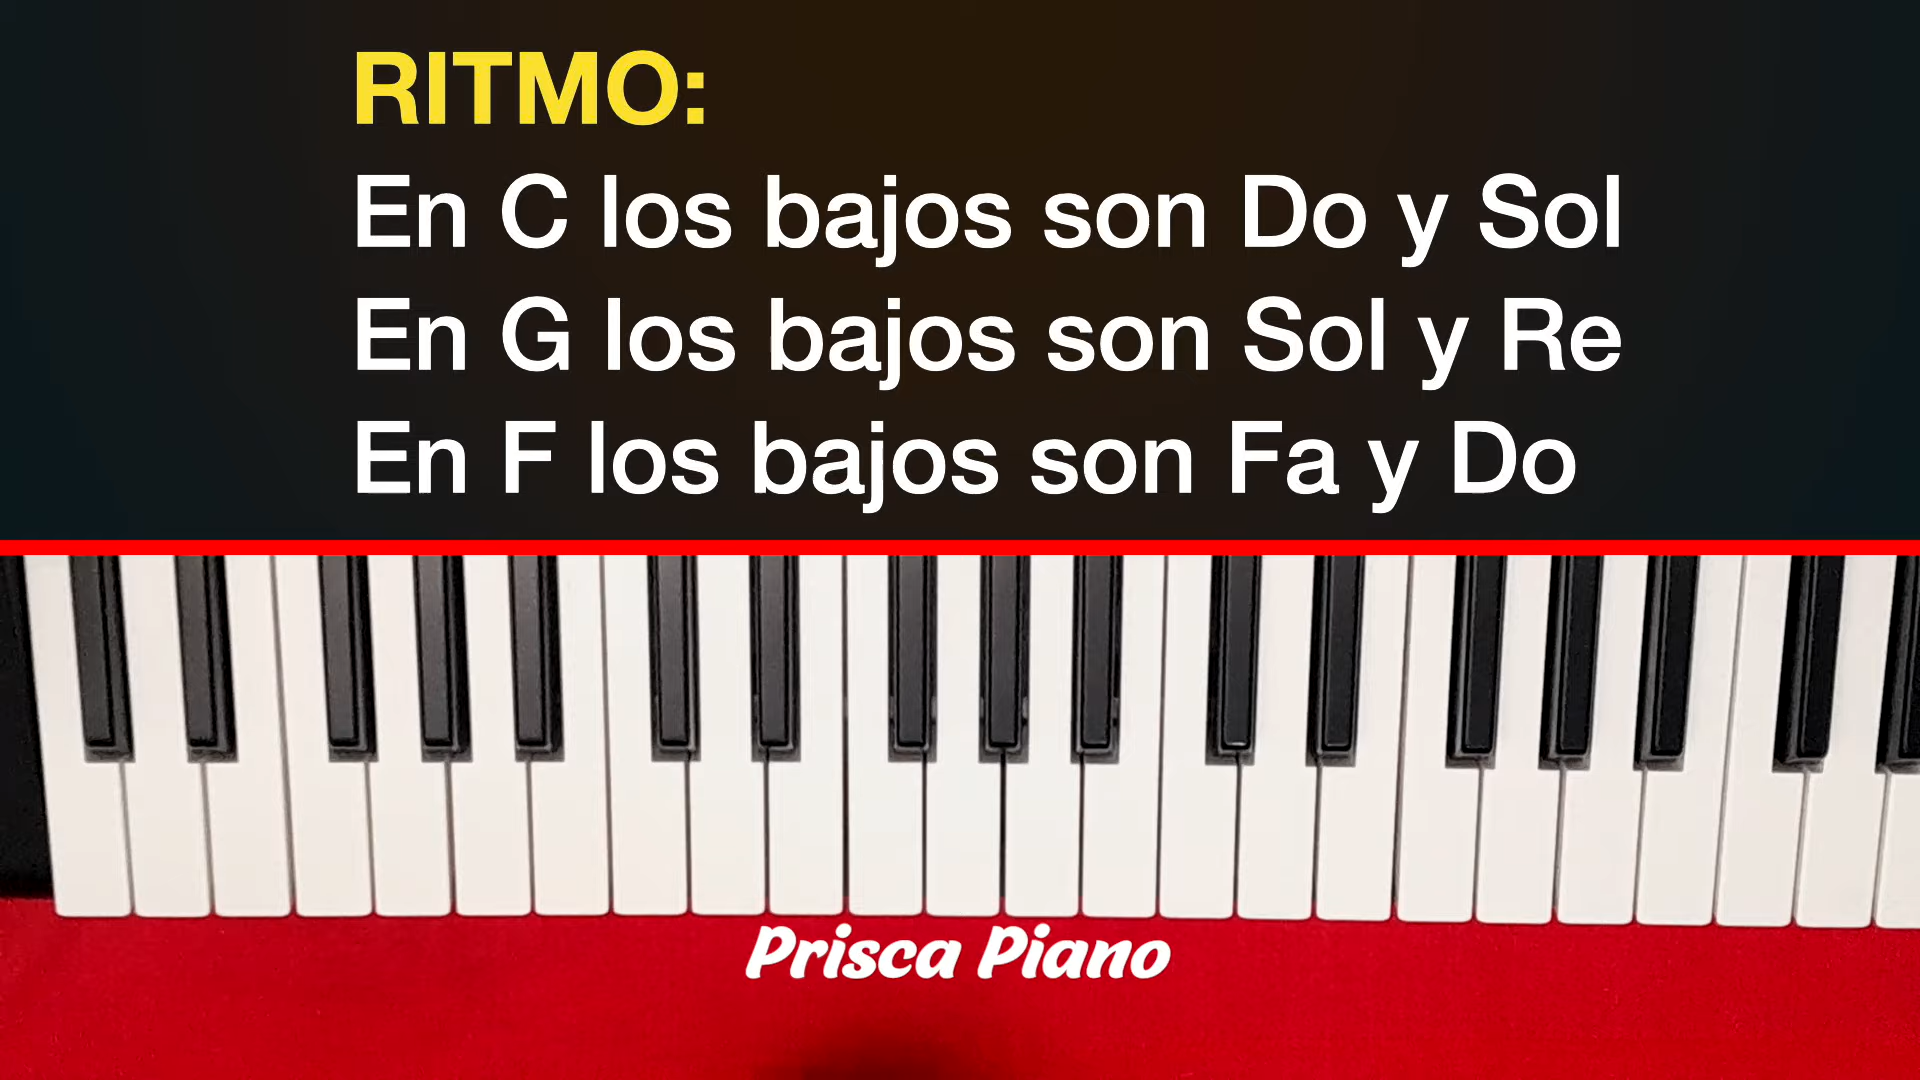 RITMO:
En C los bajos son Do y Sol
En G los bajos son Sol y Re
En F los bajos son Fa y Do
Prisca Piano